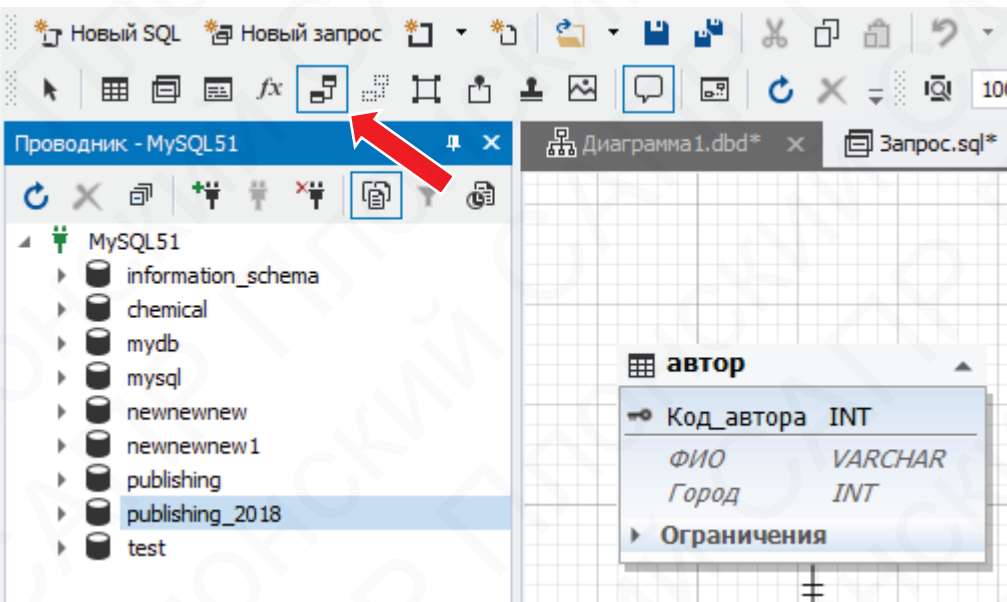 Новый SQL Новый запрос
fx 100
Проводник - MySQL51
Диаграмма1.dbd* Запрос.sql*
MySQL51
information_schema
chemical
mydb
mysql
newnewnew
newnewnew1
publishing
publishing_2018
test
автор
Код_автора INT
ФИО VARCHAR
Город INT
Ограничения